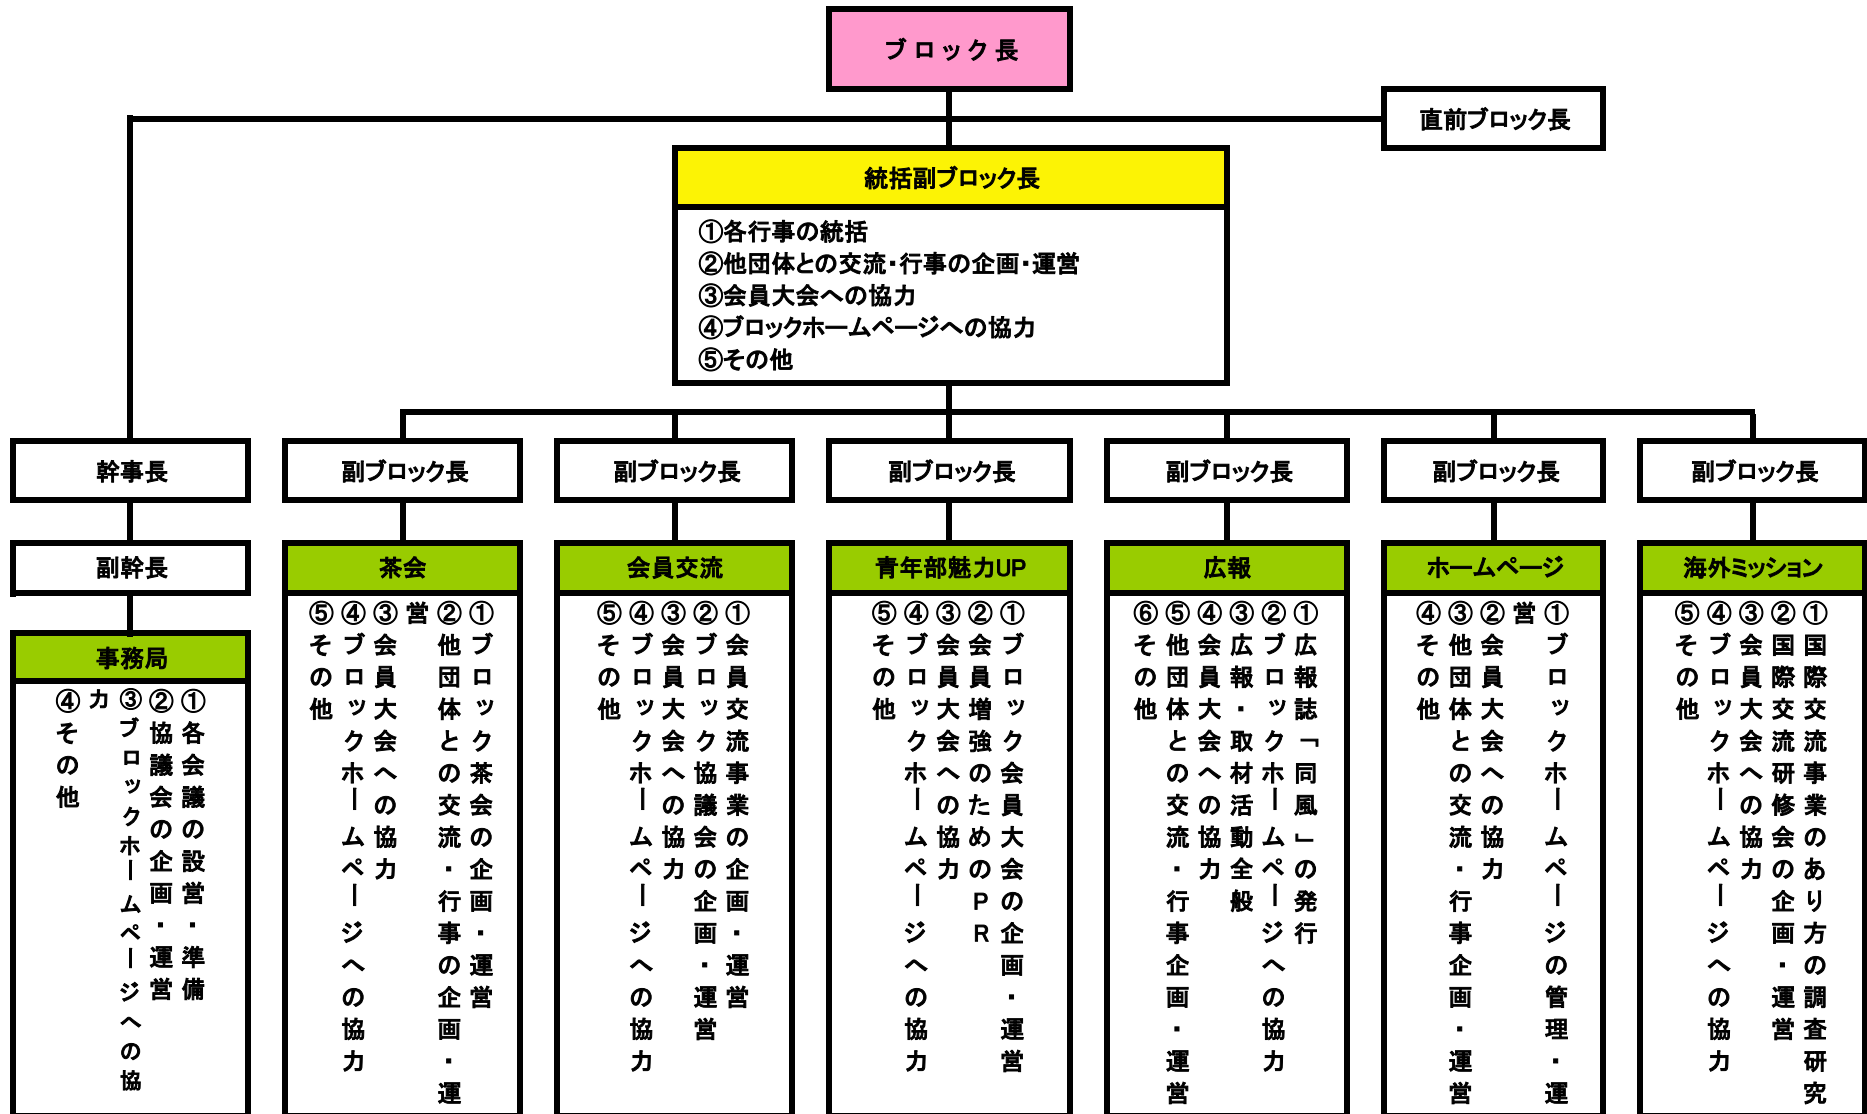 ブロック長
直前ブロック長
統括副ブロック長
①各行事の統括
②他団体との交流・行事の企画・運営
③会員大会への協力
④ブロックホームページへの協力
⑤その他
幹事長
副ブロック長
副ブロック長
副ブロック長
副ブロック長
副ブロック長
副ブロック長
副幹長
事務局
①各会議の設営・準備
②協議会の企画・運営
③ブロックホームページへの協
力
④その他
茶会
①ブロック茶会の企画・運営
②他団体との交流・行事の企画・運
営
③会員大会への協力
④ブロックホームページへの協力
⑤その他
会員交流
①会員交流事業の企画・運営
②ブロック協議会の企画・運営
③会員大会への協力
④ブロックホームページへの協力
⑤その他
青年部魅力UP
①ブロック会員大会の企画・運営
②会員増強のためのPR
③会員大会への協力
④ブロックホームページへの協力
⑤その他
広報
①広報誌「同風」の発行
②ブロックホームページへの協力
③広報・取材活動全般
④会員大会への協力
⑤他団体との交流・行事企画・運営
⑥その他
ホームページ
①ブロックホームページの管理・運
営
②会員大会への協力
③他団体との交流・行事企画・運営
④その他
海外ミッション
①国際交流事業のあり方の調査研究
②国際交流研修会の企画・運営
③会員大会への協力
④ブロックホームページへの協力
⑤その他